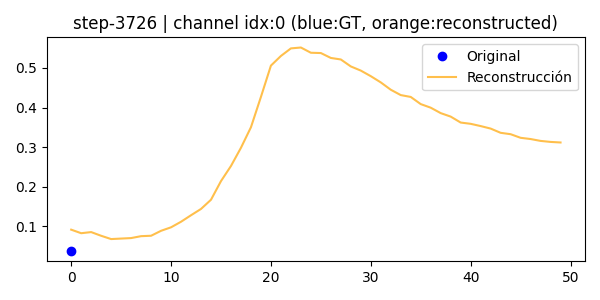 step-3726 | channel idx:0 (blue:GT, orange:reconstructed)
Original
Reconstrucción
0.5
0.4
0.3
0.2
0.1
0 10 20 30 40 50